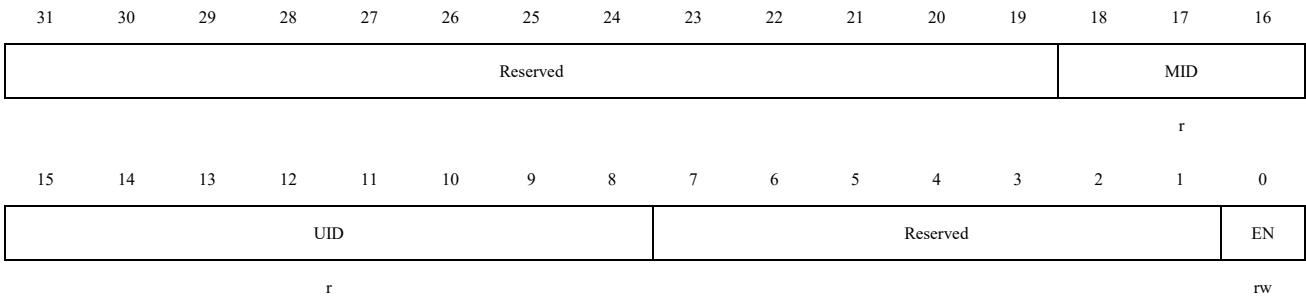 31 30 29 28 27 26 25 24 23 22 21 20 19 18 17 16
Reserved MID
r
15 14 13 12 11 10 9 8 7 6 5 4 3 2 1 0
UID Reserved EN
r rw